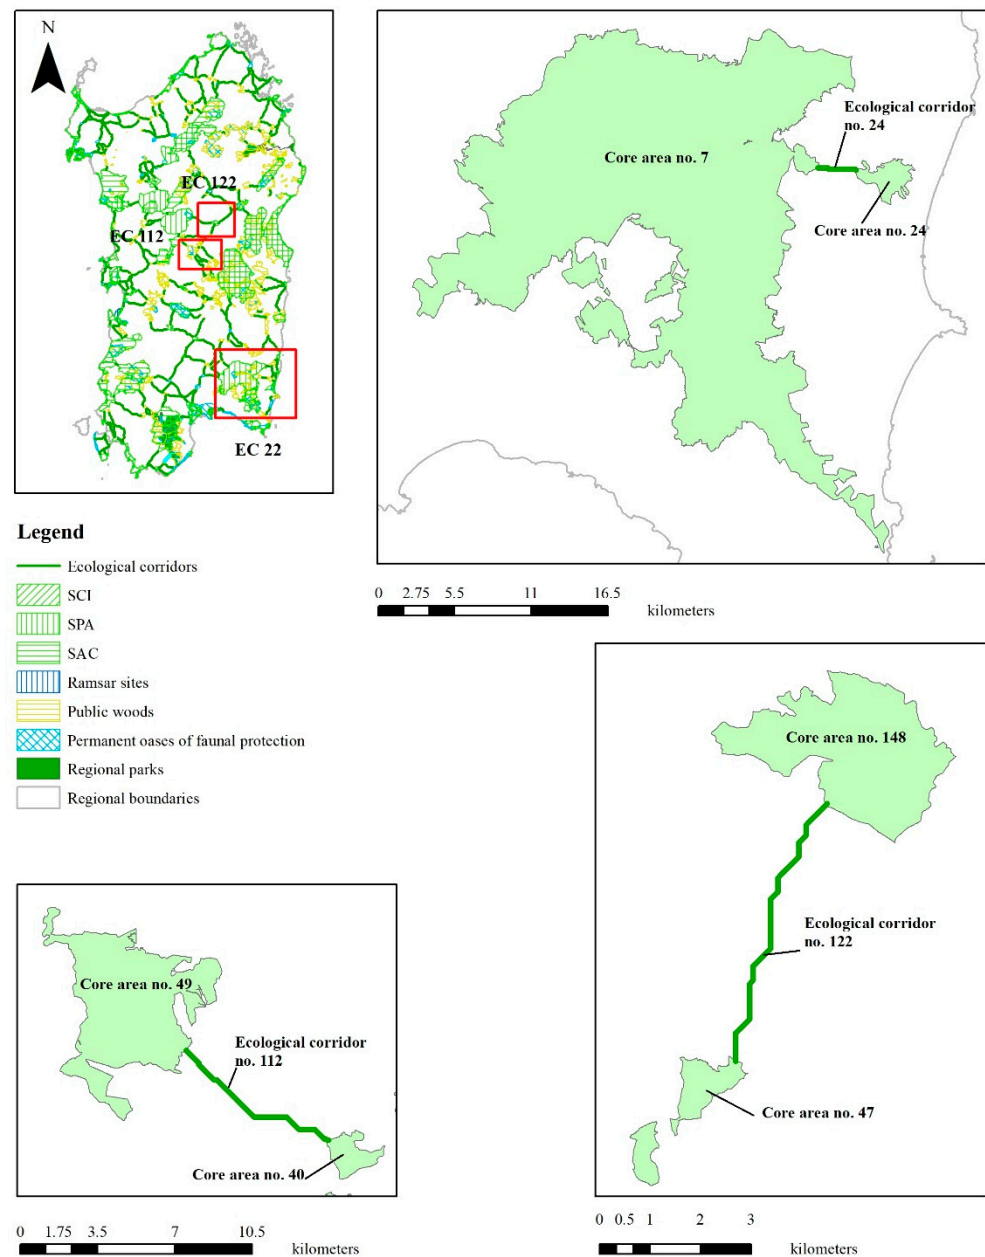 N
EC 122
EC 112
EC 22
Ecological corridor
no. 24
Core area no. 7
Core area no. 24
0 2.75 5.5 11 16.5
kilometers
Legend
Ecological corridors
SCI
SPA
SAC
Ramsar sites
Public woods
Permanent oases of faunal protection
Regional parks
Regional boundaries
Core area no. 148
Ecological corridor
no. 122
Core area no. 47
0 0.5 1 2 3
kilometers
Core area no. 49
Ecological corridor
no. 112
Core area no. 40
0 1.75 3.5 7 10.5
kilometers